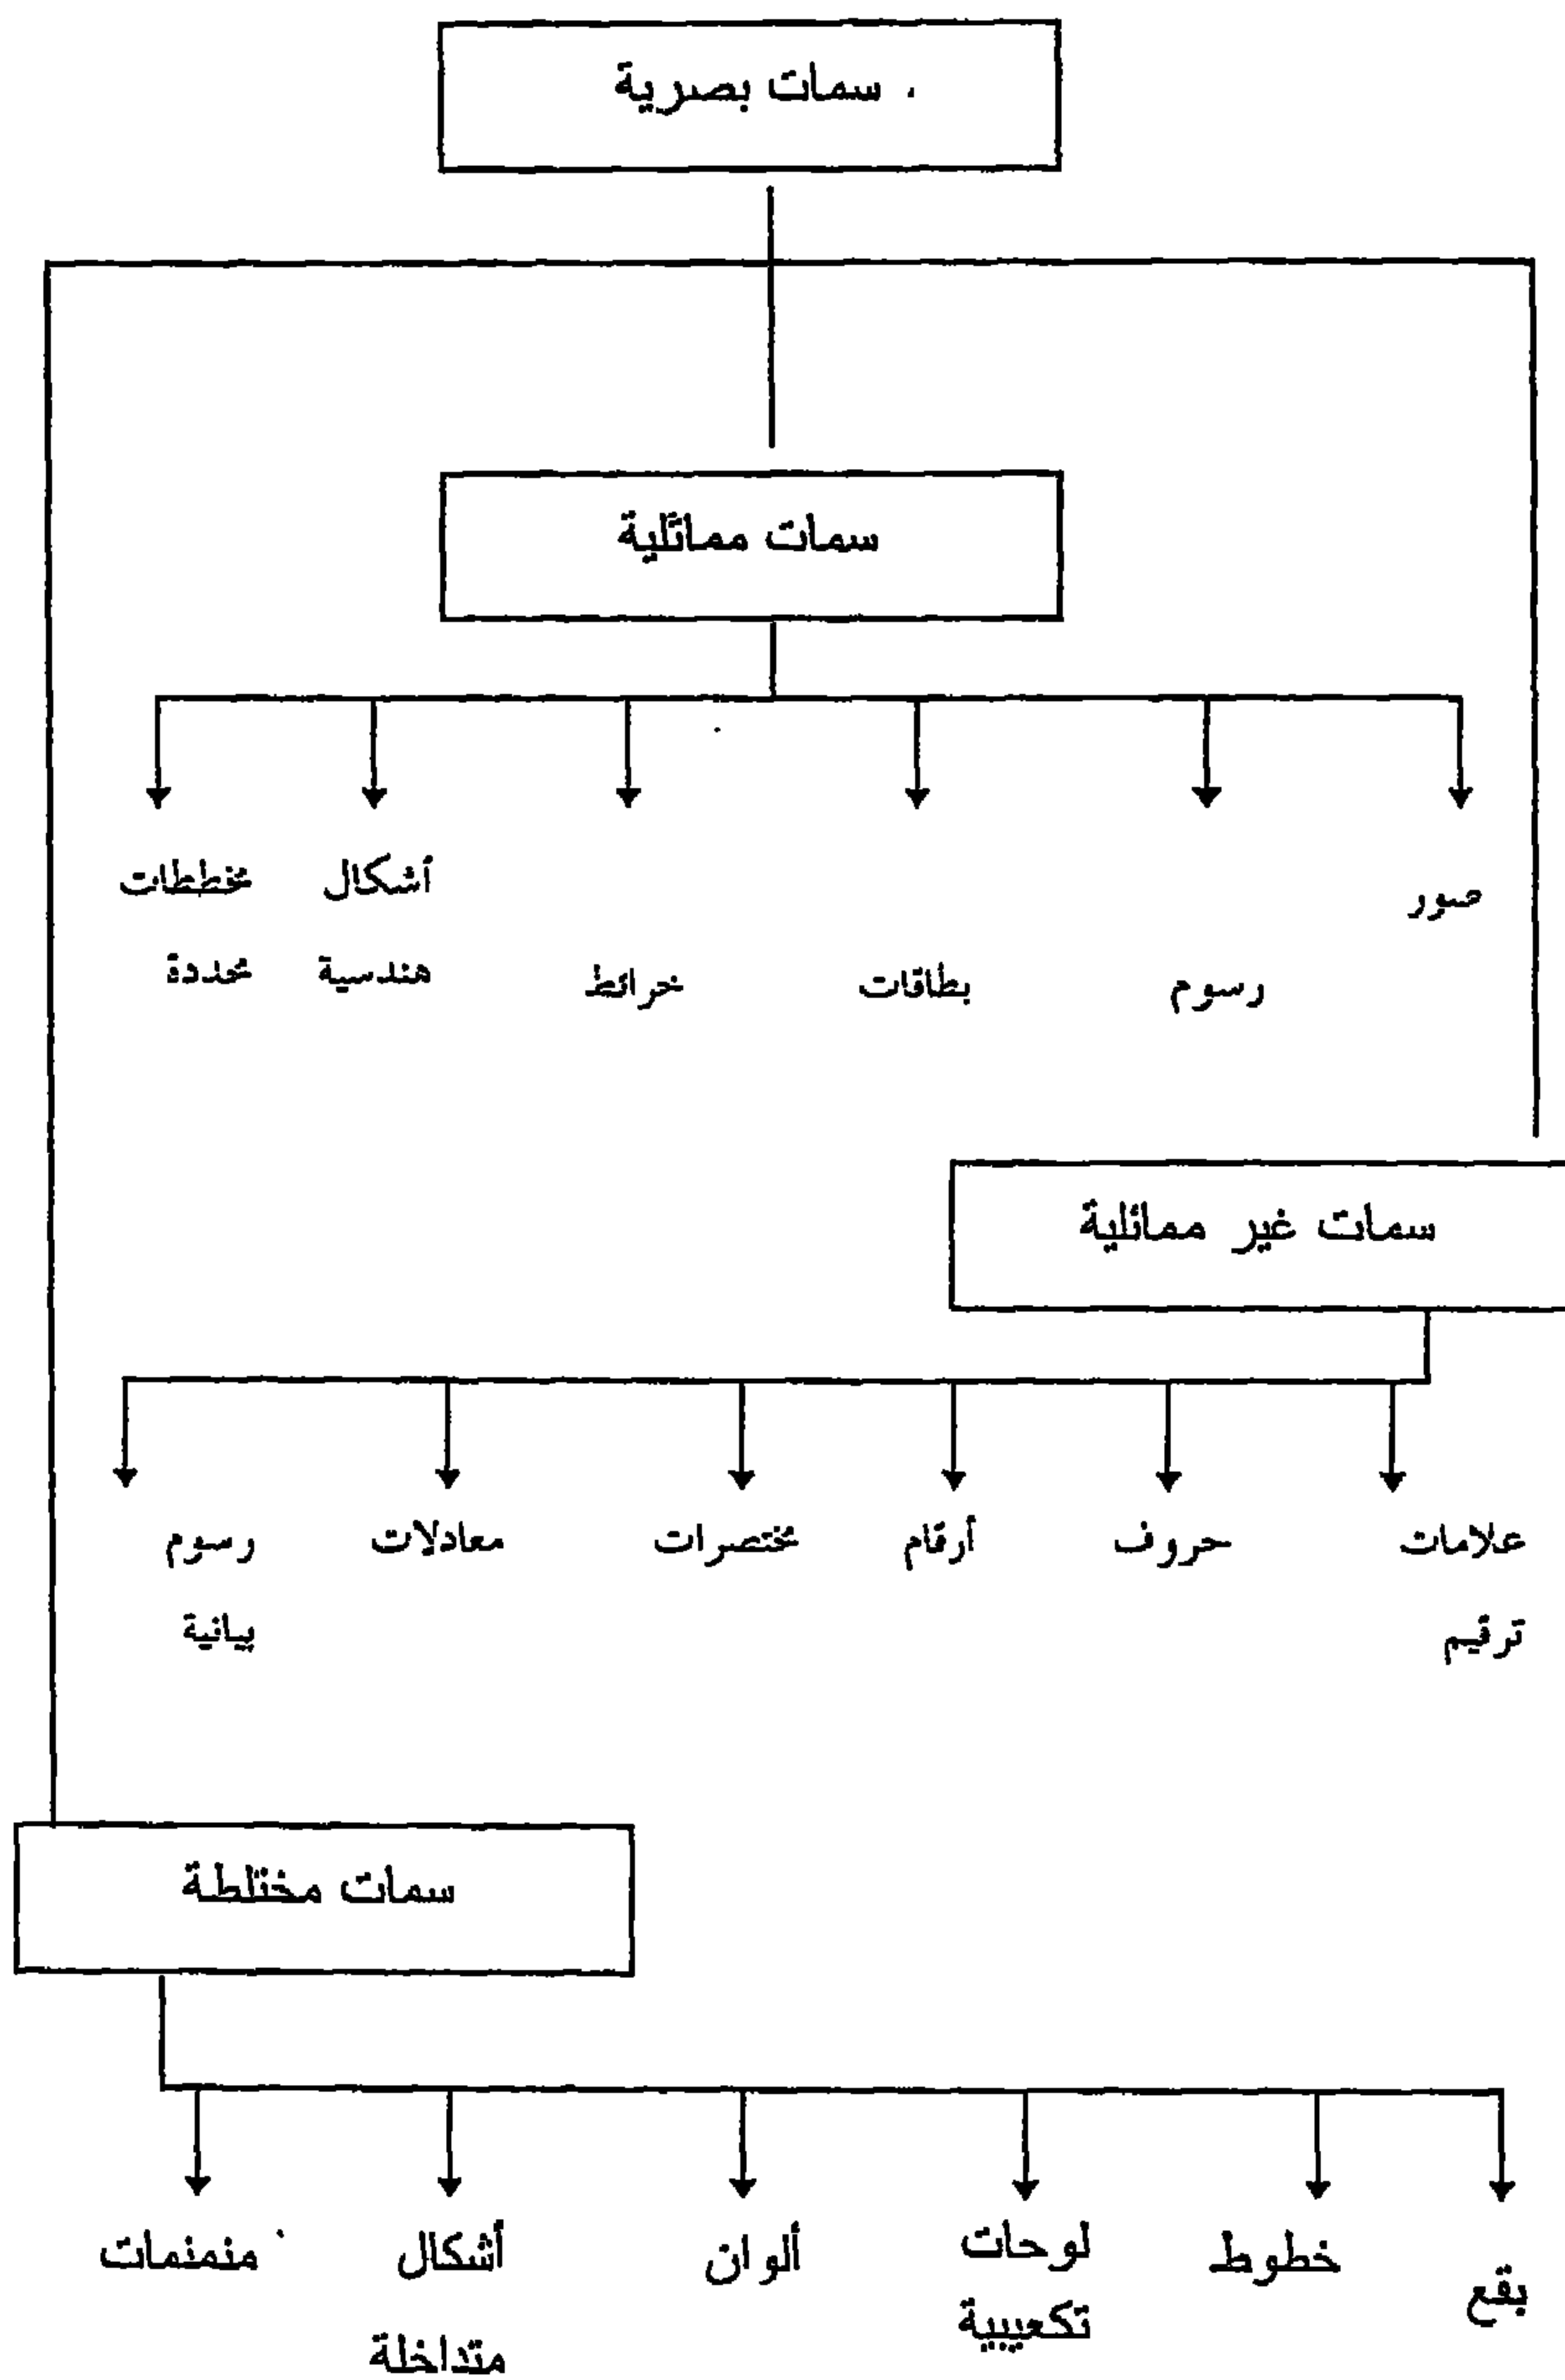 سمات بصرية
سمات مماثلية
صور
رسوم
بطاقات
خرائط
أشكال
هندسية
مخططات
محددة
سمات غير مماثلية
علامات
ترقيم
حروف
أرقام
مختصرات
معادلات
رسوم
بيانية
سمات مختلطة
بقع
خطوط
لوحات
تكعيبية
ألوان
أشكال
متداخلة
منمنمات